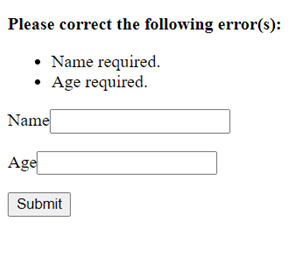 Please correct the following error(s):
Name required.
Age required.
Name
Age
Submit